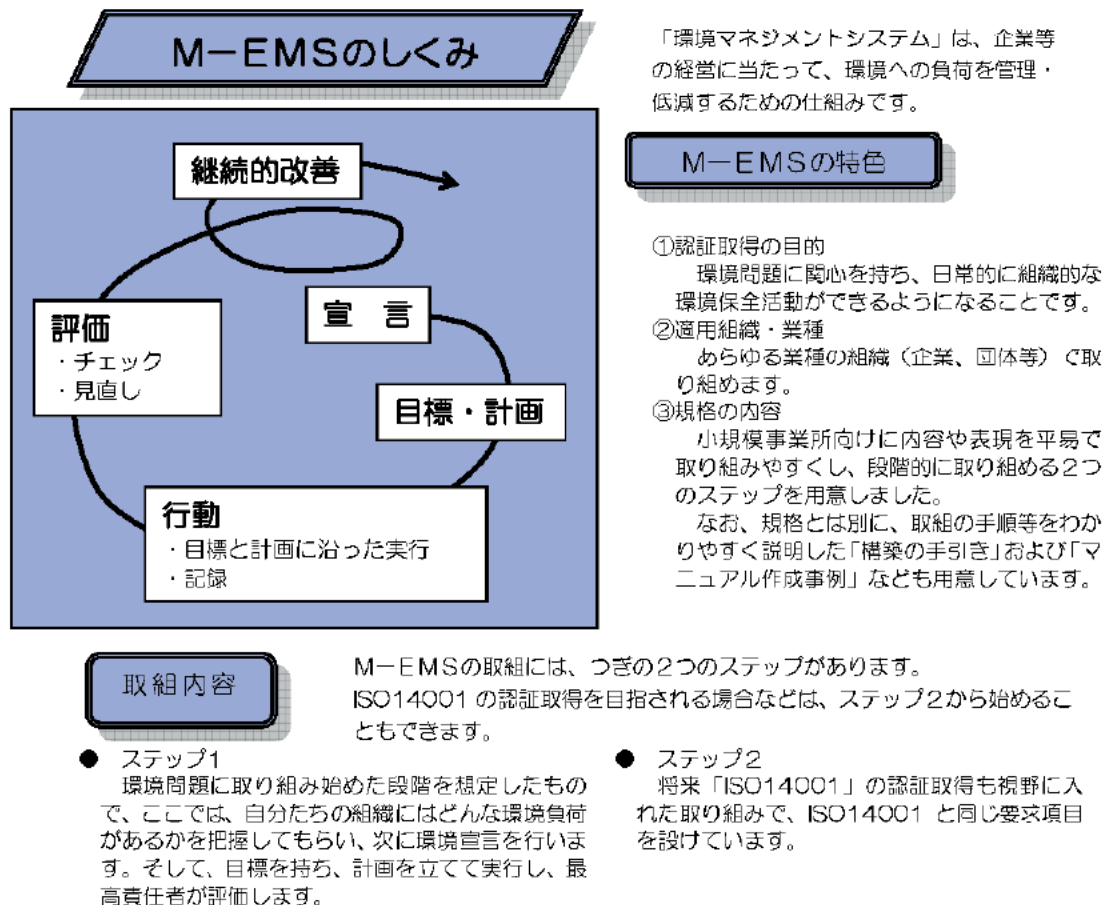 M－EMSのしくみ
「環境マネジメントシステム」は、企業等
の経営に当たって、環境への負荷を管理・
低減するための仕組みです。
継続的改善
宣　言
目標・計画
行動
・目標と計画に沿った実行
・記録
評価
・チェック
・見直し
M－EMSの特色
①認証取得の目的
環境問題に関心を持ち、日常的に組織的な
環境保全活動ができるようになることです。
②適用組織・業種
あらゆる業種の組織（企業、団体等）で取
り組めます。
③規格の内容
小規模事業所向けに内容や表現を平易で
取り組みやすくし、段階的に取り組める２つ
のステップを用意しました。
なお、規格とは別に、取組の手順等をわか
りやすく説明した「構築の手引き」および「マ
ニュアル作成事例」なども用意しています。
取組内容
M－EMSの取組には、つぎの２つのステップがあります。
ISO14001 の認証取得を目指される場合などは、ステップ２から始めるこ
ともできます。
● ステップ1
環境問題に取り組み始めた段階を想定したもの
で、ここでは、自分たちの組織にはどんな環境負荷
があるかを把握してもらい、次に環境宣言を行いま
す。そして、目標を持ち、計画を立てて実行し、最
高責任者が評価します。
● ステップ２
将来「ISO14001」の認証取得も視野に入
れた取り組みで、ISO14001 と同じ要求項目
を設けています。